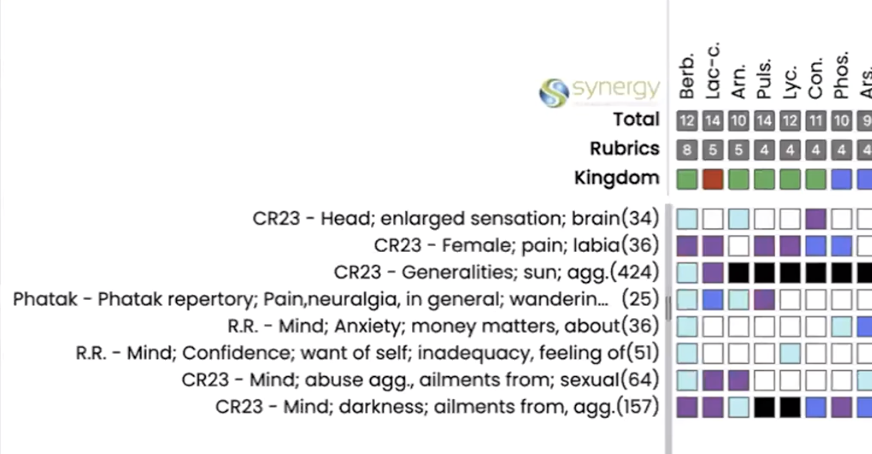 Berb. Lac-c. Arn. Puls. Lyc. Con. Phos. Ars.
synergy
Total 12 14 10 14 12 11 10 9
Rubrics 8 5 5 4 4 4 4 4
Kingdom
CR23 - Head; enlarged sensation; brain(34)
CR23 - Female; pain; labia(36)
CR23 - Generalities; sun; agg.(424)
Phatak - Phatak repertory; Pain,neuralgia, in general; wanderin... (25)
R.R. - Mind; Anxiety; money matters, about(36)
R.R. - Mind; Confidence; want of self; inadequacy, feeling of(51)
CR23 - Mind; abuse agg., ailments from; sexual(64)
CR23 - Mind; darkness; ailments from, agg.(157)